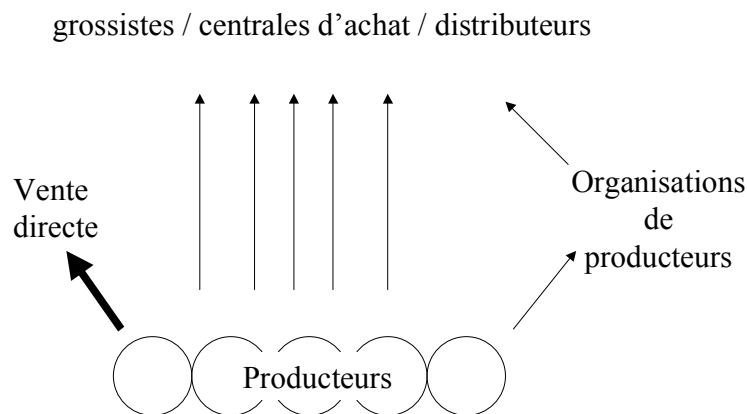 grossistes / centrales d’achat / distributeurs
Vente
directe
Organisations
de
producteurs
Producteurs